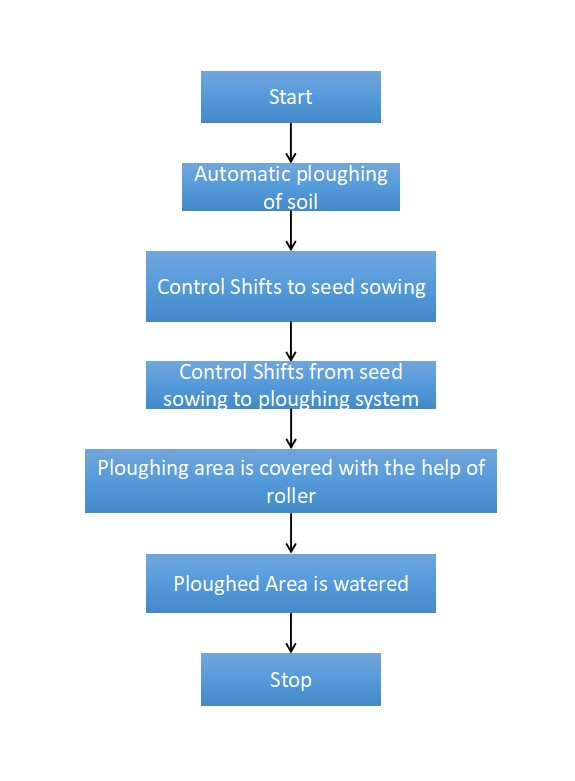 Start
Automatic ploughing
of soil
Control Shifts to seed sowing
Control Shifts from seed
sowing to ploughing system
Ploughing area is covered with the help of
roller
Ploughed Area is watered
Stop